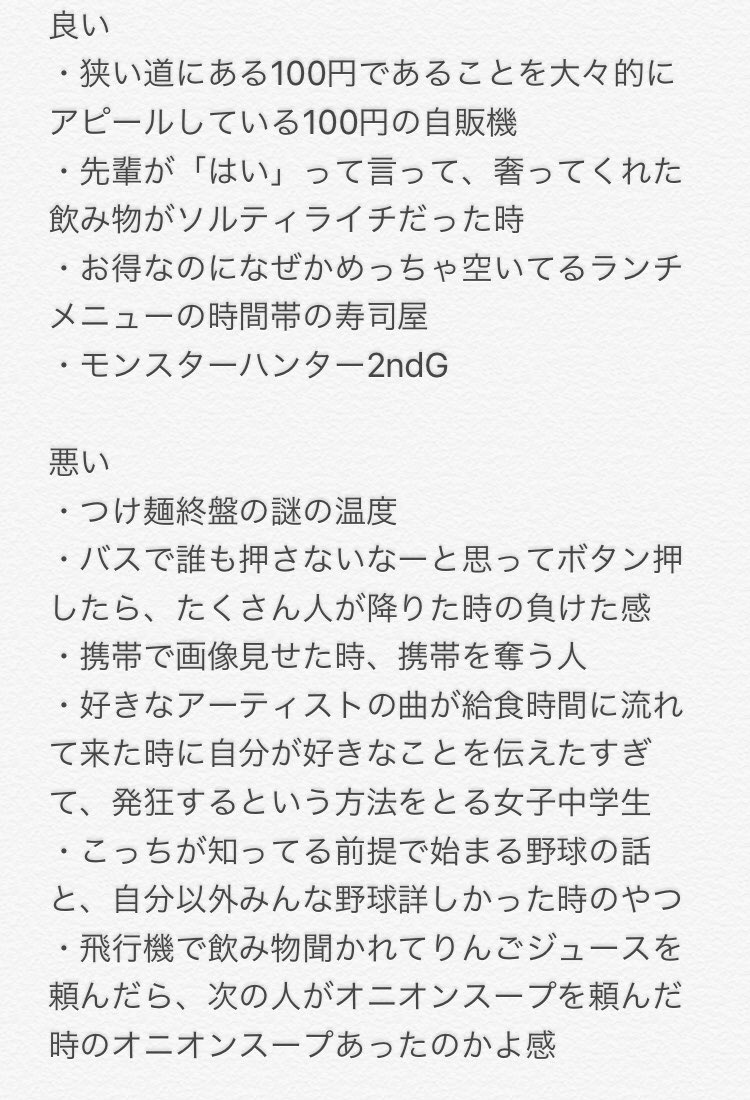 良い
・狭い道にある100円であることを大々的に
アピールしている100円の自販機
・先輩が「はい」って言って、奢ってくれた
飲み物がソルティライチだった時
・お得なのになぜかめっちゃ空いてるランチ
メニューの時間帯の寿司屋
・モンスターハンター2ndG
悪い
・つけ麺終盤の謎の温度
・バスで誰も押さないなーと思ってボタン押
したら、たくさん人が降りた時の負けた感
・携帯で画像見せた時、携帯を奪う人
・好きなアーティストの曲が給食時間に流れ
て来た時に自分が好きなことを伝えたすぎ
て、発狂するという方法をとる女子中学生
・こっちが知ってる前提で始まる野球の話
と、自分以外みんな野球詳しかった時のやつ
・飛行機で飲み物聞かれてりんごジュースを
頼んだら、次の人がオニオンスープを頼んだ
時のオニオンスープあったのかよ感